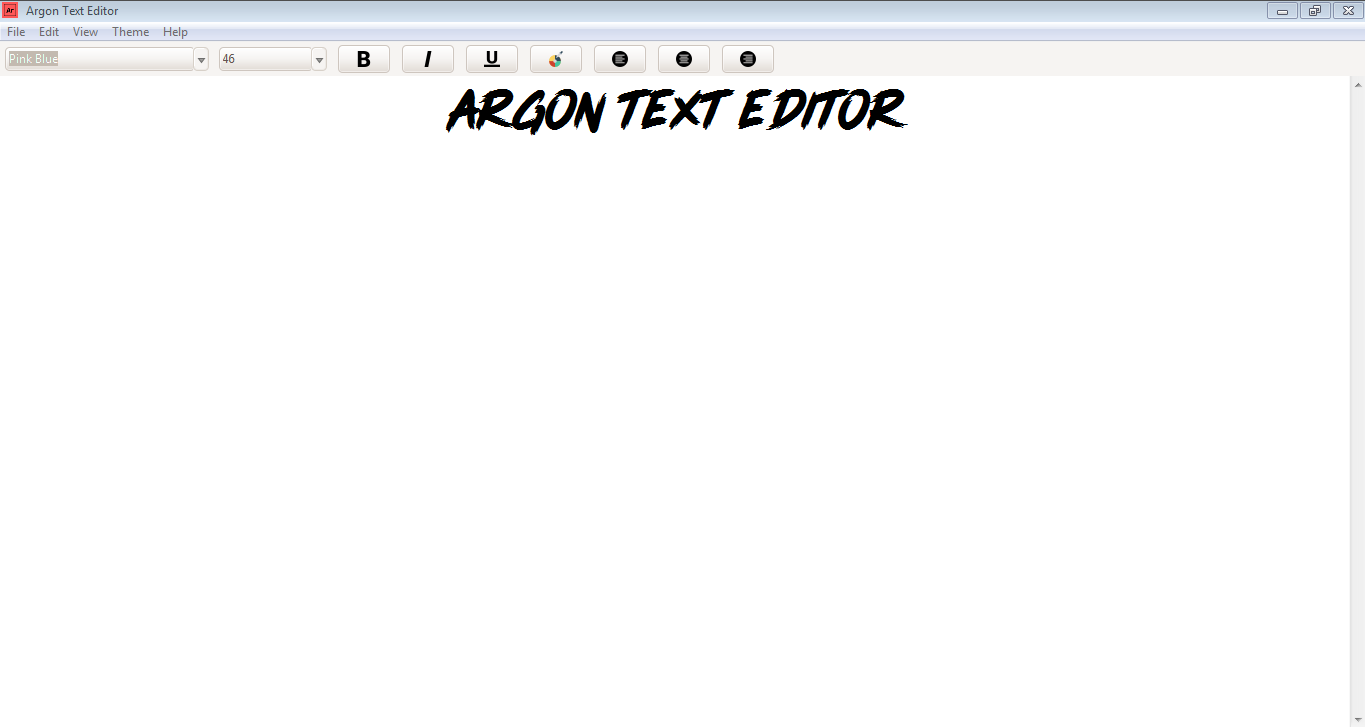 Ar Argon Text Editor
File Edit View Theme Help
Pink Blue 46 B I U
ARGON TEXT EDITOR